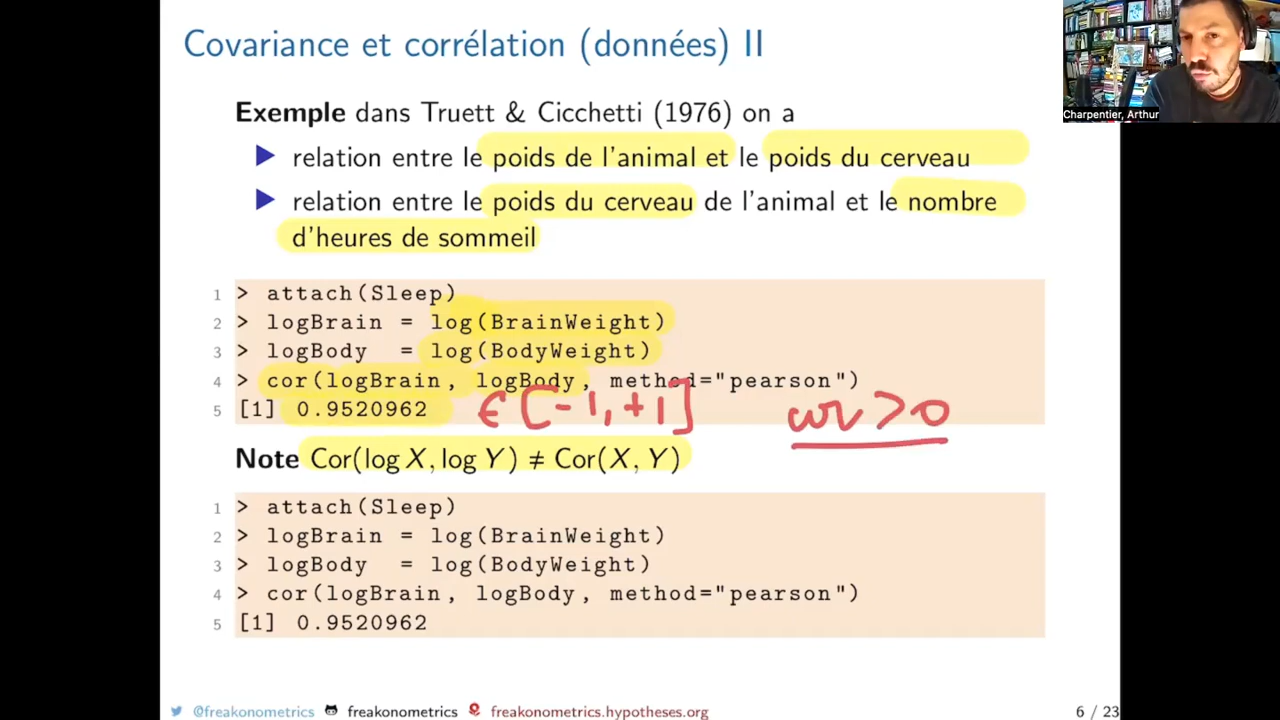 Covariance et corrélation (données) II
Charpentier, Arthur
Exemple dans Truett & Cicchetti (1976) on a
▶ relation entre le poids de l'animal et le poids du cerveau
▶ relation entre le poids du cerveau de l'animal et le nombre
d'heures de sommeil
1 > attach(Sleep)
2 > logBrain = log(BrainWeight)
3 > logBody = log(BodyWeight)
4 > cor(logBrain, logBody, method="pearson")
5 [1] 0.9520962 ∈ [-1,+1] cor > 0
Note Cor(log X, log Y) ≠ Cor(X, Y)
1 > attach(Sleep)
2 > logBrain = log(BrainWeight)
3 > logBody = log(BodyWeight)
4 > cor(logBrain, logBody, method="pearson")
5 [1] 0.9520962
@freakonometrics freakonometrics freakonometrics.hypotheses.org 6 / 23